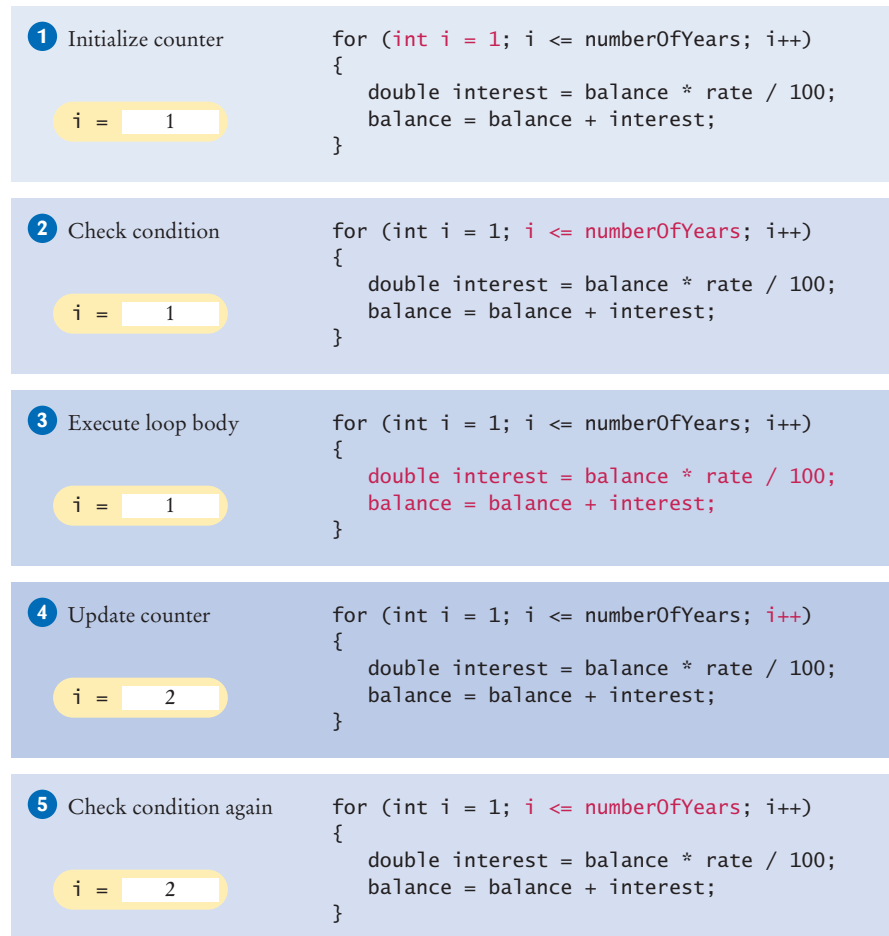 1 Initialize counter
for (int i = 1; i <= numberOfYears; i++)
{
double interest = balance * rate / 100;
balance = balance + interest;
}
i = 1
2 Check condition
for (int i = 1; i <= numberOfYears; i++)
{
double interest = balance * rate / 100;
balance = balance + interest;
}
i = 1
3 Execute loop body
for (int i = 1; i <= numberOfYears; i++)
{
double interest = balance * rate / 100;
balance = balance + interest;
}
i = 1
4 Update counter
for (int i = 1; i <= numberOfYears; i++)
{
double interest = balance * rate / 100;
balance = balance + interest;
}
i = 2
5 Check condition again
for (int i = 1; i <= numberOfYears; i++)
{
double interest = balance * rate / 100;
balance = balance + interest;
}
i = 2